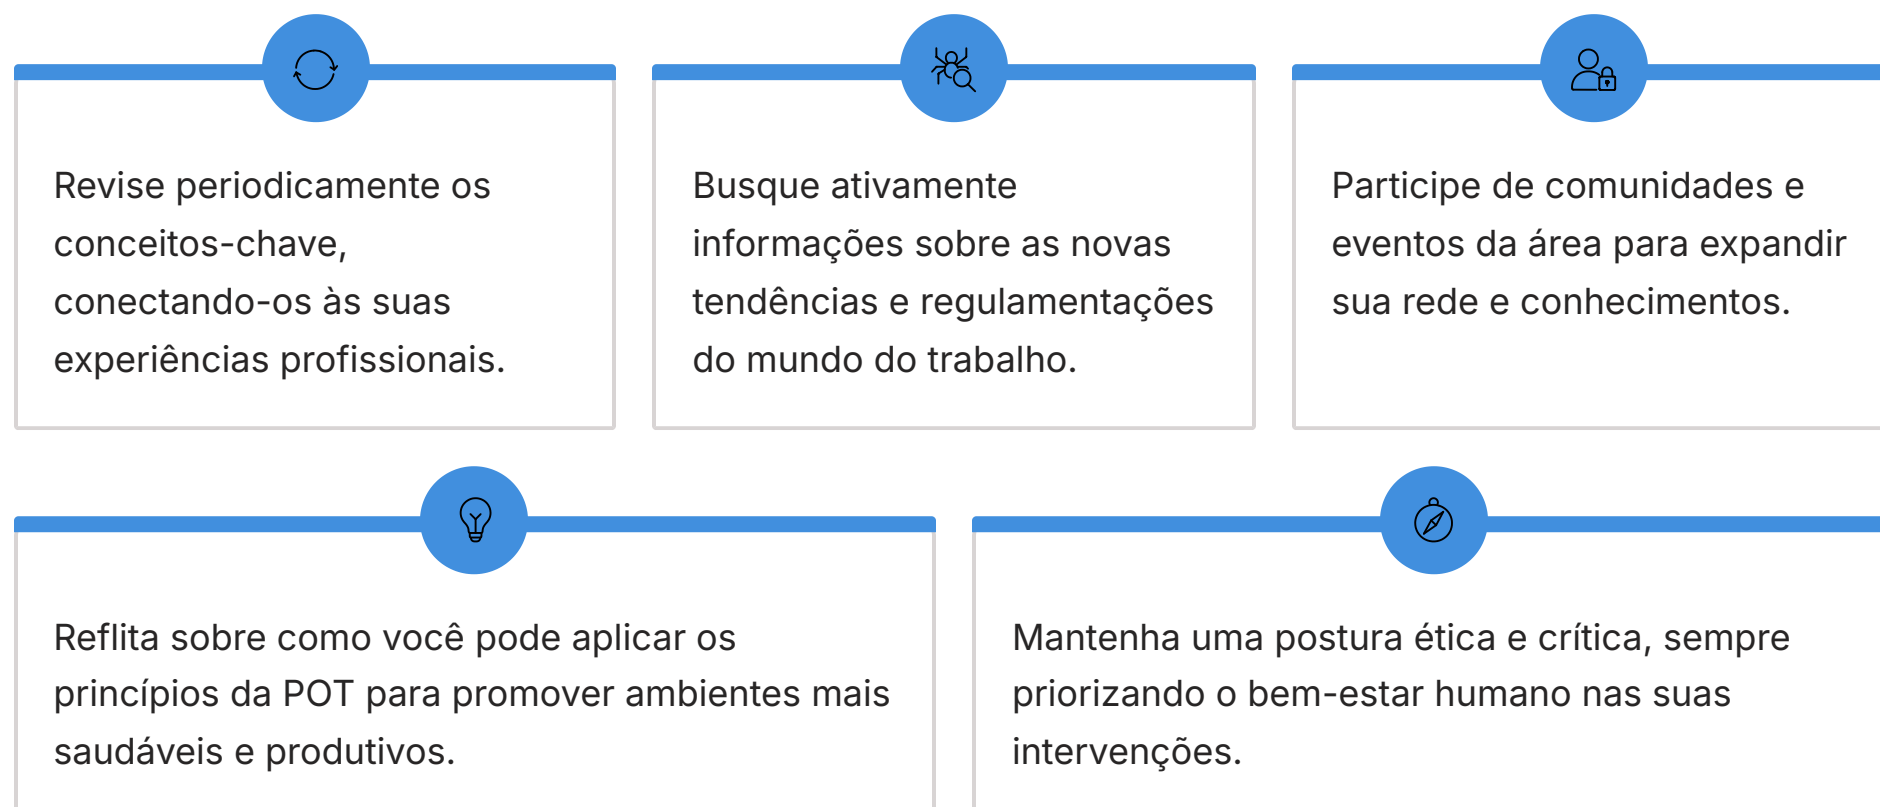 Revise periodicamente os
conceitos-chave,
conectando-os às suas
experiências profissionais.
Busque ativamente
informações sobre as novas
tendências e regulamentações
do mundo do trabalho.
Participe de comunidades e
eventos da área para expandir
sua rede e conhecimentos.
Reflita sobre como você pode aplicar os
princípios da POT para promover ambientes mais
saudáveis e produtivos.
Mantenha uma postura ética e crítica, sempre
priorizando o bem-estar humano nas suas
intervenções.